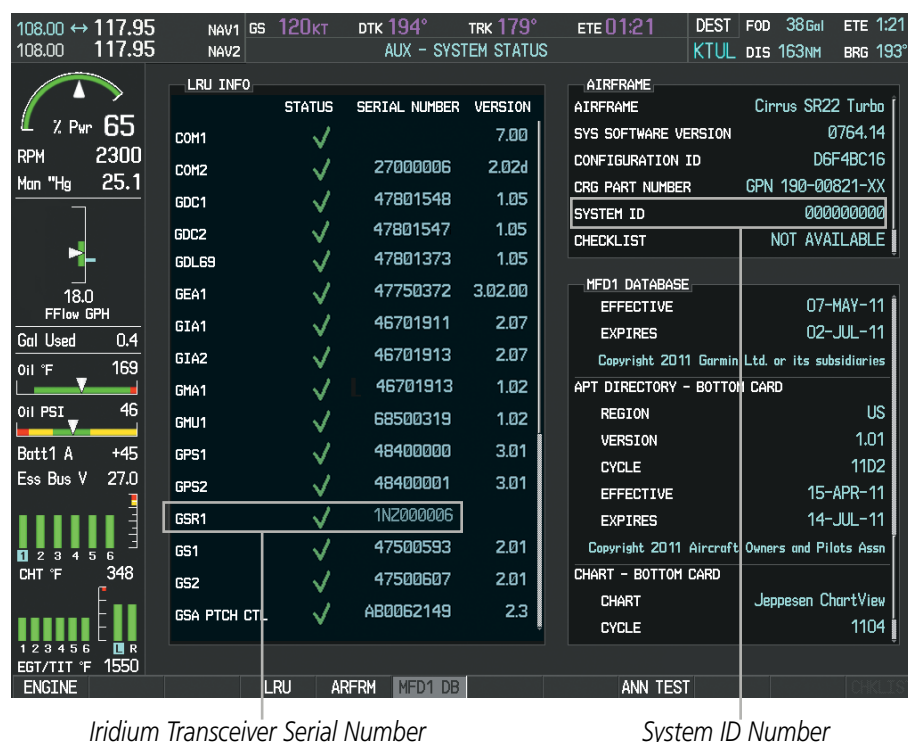 108.00 ↔ 117.95 NAV1 GS 120KT DTK 194° TRK 179° ETE 01:21 DEST FOD 38Gal ETE 1:21
108.00 117.95 NAV2 AUX – SYSTEM STATUS KTUL DIS 163NM BRG 193°
% Pwr 65
RPM 2300
Man "Hg 25.1
18.0
FFlow GPH
Gal Used 0.4
Oil °F 169
Oil PSI 46
Batt1 A +45
Ess Bus V 27.0
1 2 3 4 5 6
CHT °F 348
1 2 3 4 5 6 L R
EGT/TIT °F 1550
LRU INFO
STATUS SERIAL NUMBER VERSION
COM1 ✓ 7.00
COM2 ✓ 27000006 2.02d
GDC1 ✓ 47801548 1.05
GDC2 ✓ 47801547 1.05
GDL69 ✓ 47801373 1.05
GEA1 ✓ 47750372 3.02.00
GIA1 ✓ 46701911 2.07
GIA2 ✓ 46701913 2.07
GMA1 ✓ 46701913 1.02
GMU1 ✓ 68500319 1.02
GPS1 ✓ 48400000 3.01
GPS2 ✓ 48400001 3.01
GSR1 ✓ 1NZ000006
GS1 ✓ 47500593 2.01
GS2 ✓ 47500607 2.01
GSA PTCH CTL ✓ AB0062149 2.3
AIRFRAME
AIRFRAME Cirrus SR22 Turbo
SYS SOFTWARE VERSION 0764.14
CONFIGURATION ID D6F4BC16
CRG PART NUMBER GPN 190-00821-XX
SYSTEM ID 000000000
CHECKLIST NOT AVAILABLE
MFD1 DATABASE
EFFECTIVE 07-MAY-11
EXPIRES 02-JUL-11
Copyright 2011 Garmin Ltd. or its subsidiaries
APT DIRECTORY – BOTTOM CARD
REGION US
VERSION 1.01
CYCLE 11D2
EFFECTIVE 15-APR-11
EXPIRES 14-JUL-11
Copyright 2011 Aircraft Owners and Pilots Assn
CHART – BOTTOM CARD
CHART Jeppesen ChartView
CYCLE 1104
ENGINE LRU ARFRM MFD1 DB ANN TEST CHKLIS
Iridium Transceiver Serial Number
System ID Number